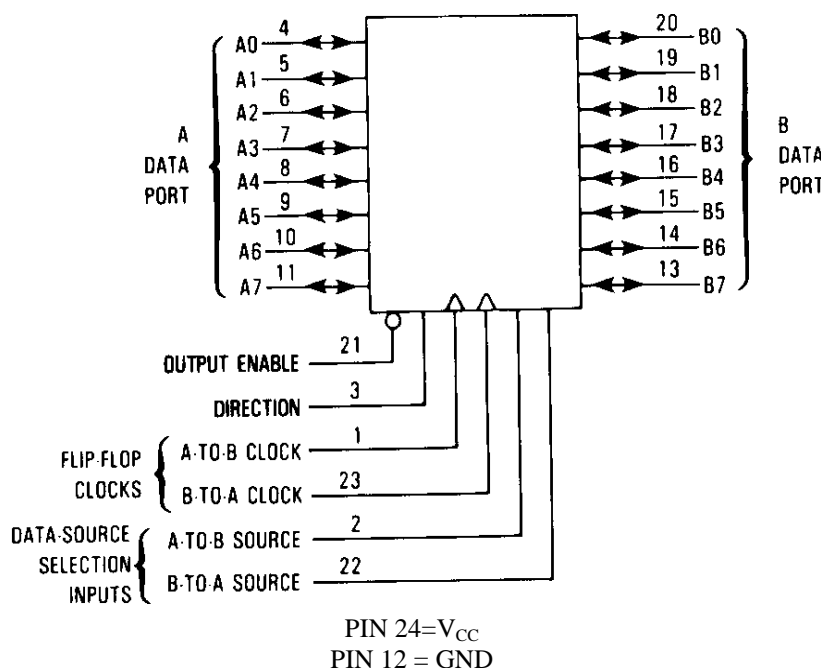 A
DATA
PORT
A0 4
A1 5
A2 6
A3 7
A4 8
A5 9
A6 10
A7 11
20 B0
19 B1
18 B2
17 B3
16 B4
15 B5
14 B6
13 B7
B
DATA
PORT
OUTPUT ENABLE 21
DIRECTION 3
FLIP-FLOP
CLOCKS
A-TO-B CLOCK 1
B-TO-A CLOCK 23
DATA-SOURCE
SELECTION
INPUTS
A-TO-B SOURCE 2
B-TO-A SOURCE 22
PIN 24=VCC
PIN 12 = GND